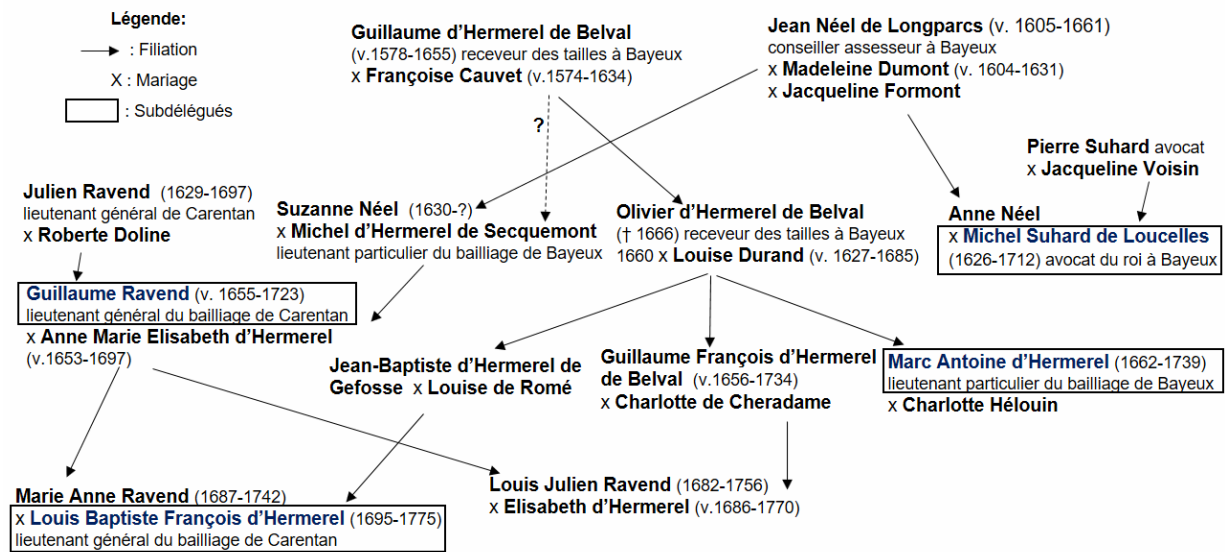 Légende:
: Filiation
X : Mariage
: Subdélégués
Guillaume d'Hermerel de Belval
(v.1578-1655) receveur des tailles à Bayeux
x Françoise Cauvet (v.1574-1634)
Jean Néel de Longparcs (v. 1605-1661)
conseiller assesseur à Bayeux
x Madeleine Dumont (v. 1604-1631)
x Jacqueline Formont
?
Pierre Suhard avocat
x Jacqueline Voisin
Julien Ravend (1629-1697)
lieutenant général de Carentan
x Roberte Doline
Suzanne Néel (1630-?)
x Michel d'Hermerel de Secquemont
lieutenant particulier du bailliage de Bayeux
Olivier d'Hermerel de Belval
(† 1666) receveur des tailles à Bayeux
1660 x Louise Durand (v. 1627-1685)
Anne Néel
x Michel Suhard de Loucelles
(1626-1712) avocat du roi à Bayeux
Guillaume Ravend (v. 1655-1723)
lieutenant général du bailliage de Carentan
x Anne Marie Elisabeth d'Hermerel
(v.1653-1697)
Jean-Baptiste d'Hermerel de
Gefosse x Louise de Romé
Guillaume François d'Hermerel
de Belval (v.1656-1734)
x Charlotte de Cheradame
Marc Antoine d'Hermerel (1662-1739)
lieutenant particulier du bailliage de Bayeux
x Charlotte Hélouin
Marie Anne Ravend (1687-1742)
x Louis Baptiste François d'Hermerel (1695-1775)
lieutenant général du bailliage de Carentan
Louis Julien Ravend (1682-1756)
x Elisabeth d'Hermerel (v.1686-1770)